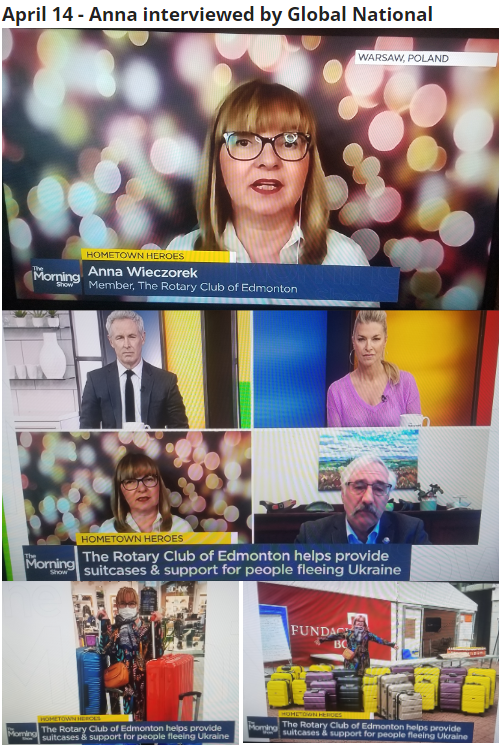 April 14 - Anna interviewed by Global National
WARSAW, POLAND
HOMETOWN HEROES
The Morning Show
Anna Wieczorek
Member, The Rotary Club of Edmonton
HOMETOWN HEROES
The Morning Show
The Rotary Club of Edmonton helps provide
suitcases & support for people fleeing Ukraine
HOMETOWN HEROES
The Morning Show
The Rotary Club of Edmonton helps provide
suitcases & support for people fleeing Ukraine
FUNDAC
HOMETOWN HEROES
The Morning Show
The Rotary Club of Edmonton helps provide
suitcases & support for people fleeing Ukraine